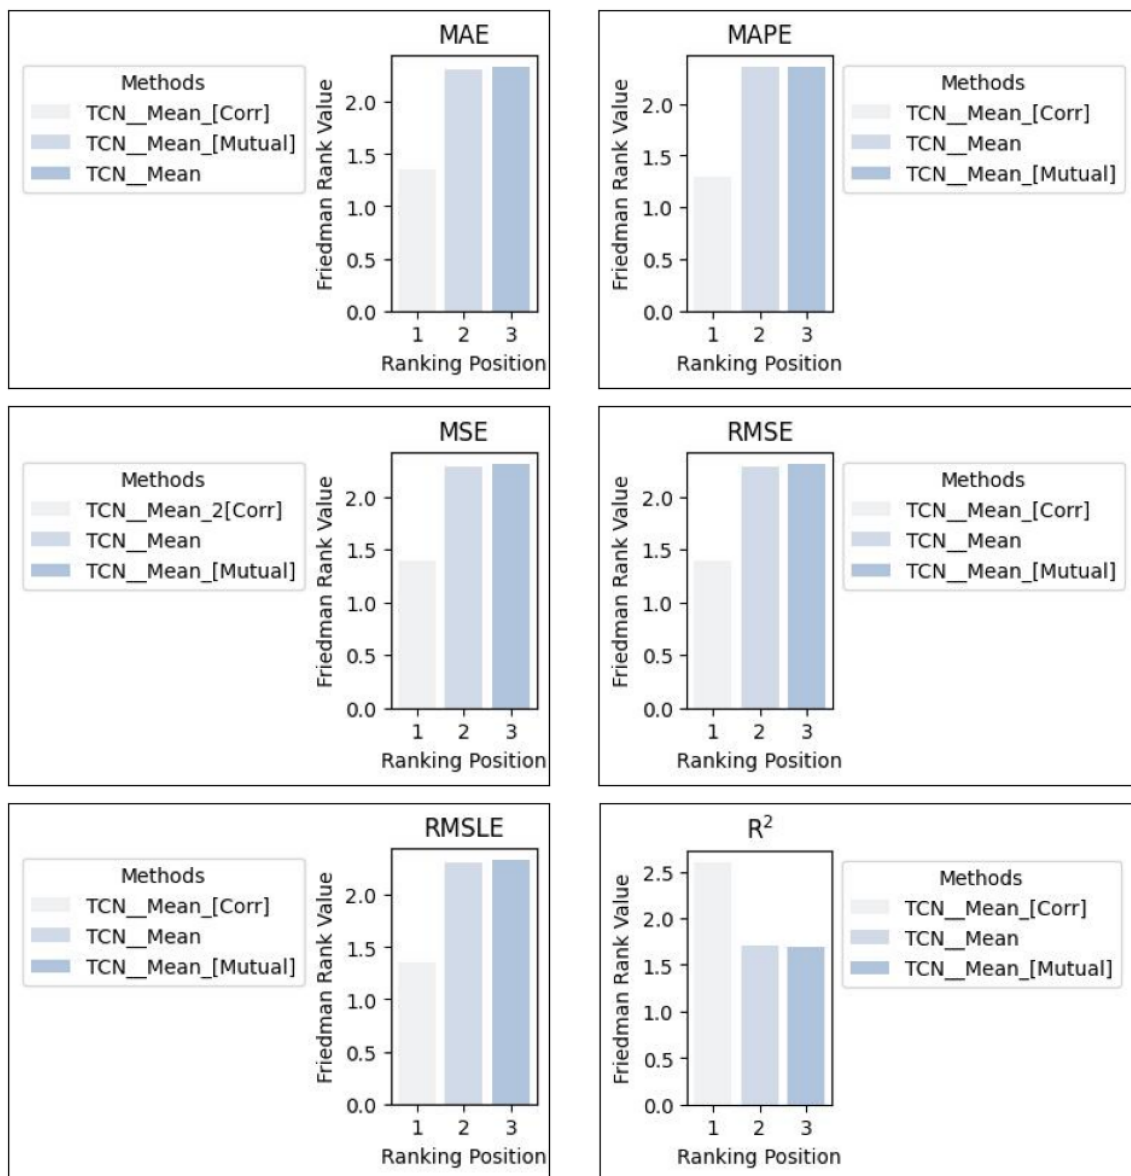 MAE
Methods
TCN__Mean_[Corr]
TCN__Mean_[Mutual]
TCN__Mean
Friedman Rank Value
2.0
1.5
1.0
0.5
0.0
1 2 3
Ranking Position
MAPE
Friedman Rank Value
2.0
1.5
1.0
0.5
0.0
1 2 3
Ranking Position
Methods
TCN__Mean_[Corr]
TCN__Mean
TCN__Mean_[Mutual]
MSE
Methods
TCN__Mean_2[Corr]
TCN__Mean
TCN__Mean_[Mutual]
Friedman Rank Value
2.0
1.5
1.0
0.5
0.0
1 2 3
Ranking Position
RMSE
Friedman Rank Value
2.0
1.5
1.0
0.5
0.0
1 2 3
Ranking Position
Methods
TCN__Mean_[Corr]
TCN__Mean
TCN__Mean_[Mutual]
RMSLE
Methods
TCN__Mean_[Corr]
TCN__Mean
TCN__Mean_[Mutual]
Friedman Rank Value
2.0
1.5
1.0
0.5
0.0
1 2 3
Ranking Position
R²
Friedman Rank Value
2.5
2.0
1.5
1.0
0.5
0.0
1 2 3
Ranking Position
Methods
TCN__Mean_[Corr]
TCN__Mean
TCN__Mean_[Mutual]